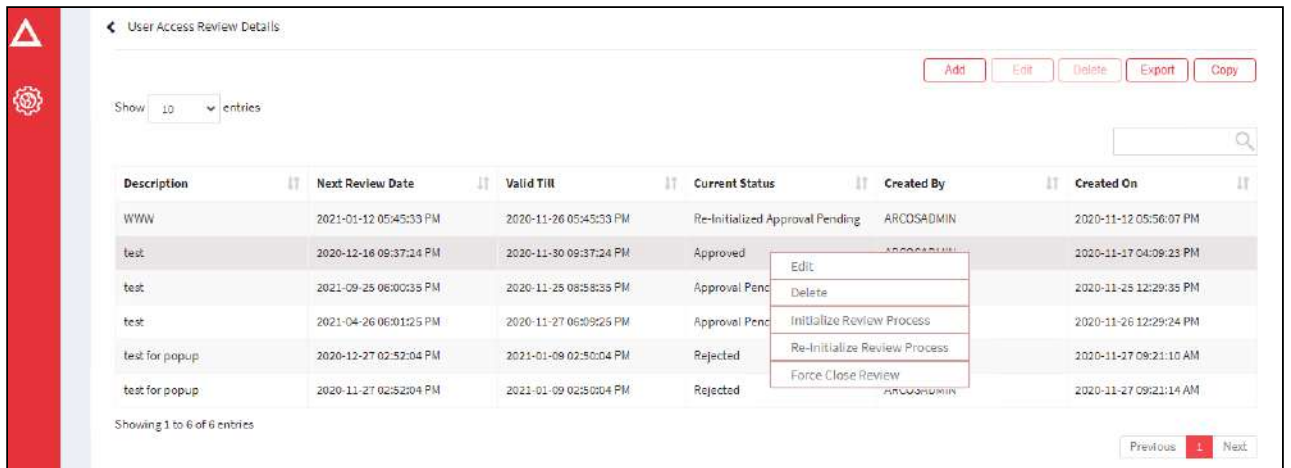 User Access Review Details
Add Edit Delete Export Copy
Show 10 entries
Description Next Review Date Valid Till Current Status Created By Created On
WWW 2021-01-12 05:45:33 PM 2020-11-26 05:45:33 PM Re-Initialized Approval Pending ARCOSADMIN 2020-11-12 05:56:07 PM
test 2020-12-16 09:37:24 PM 2020-11-30 09:37:24 PM Approved 2020-11-17 04:09:23 PM
Edit
test 2021-09-25 06:00:35 PM 2020-11-25 08:58:35 PM Approval Penc 2020-11-25 12:29:35 PM
Delete
Initialize Review Process
test 2021-04-26 06:01:25 PM 2020-11-27 06:09:25 PM Approval Penc 2020-11-26 12:29:24 PM
Re-Initialize Review Process
test for popup 2020-12-27 02:52:04 PM 2021-01-09 02:50:04 PM Rejected 2020-11-27 09:21:10 AM
Force Close Review
test for popup 2020-11-27 02:52:04 PM 2021-01-09 02:50:04 PM Rejected ARCOSADMIN 2020-11-27 09:21:14 AM
Showing 1 to 6 of 6 entries
Previous 1 Next